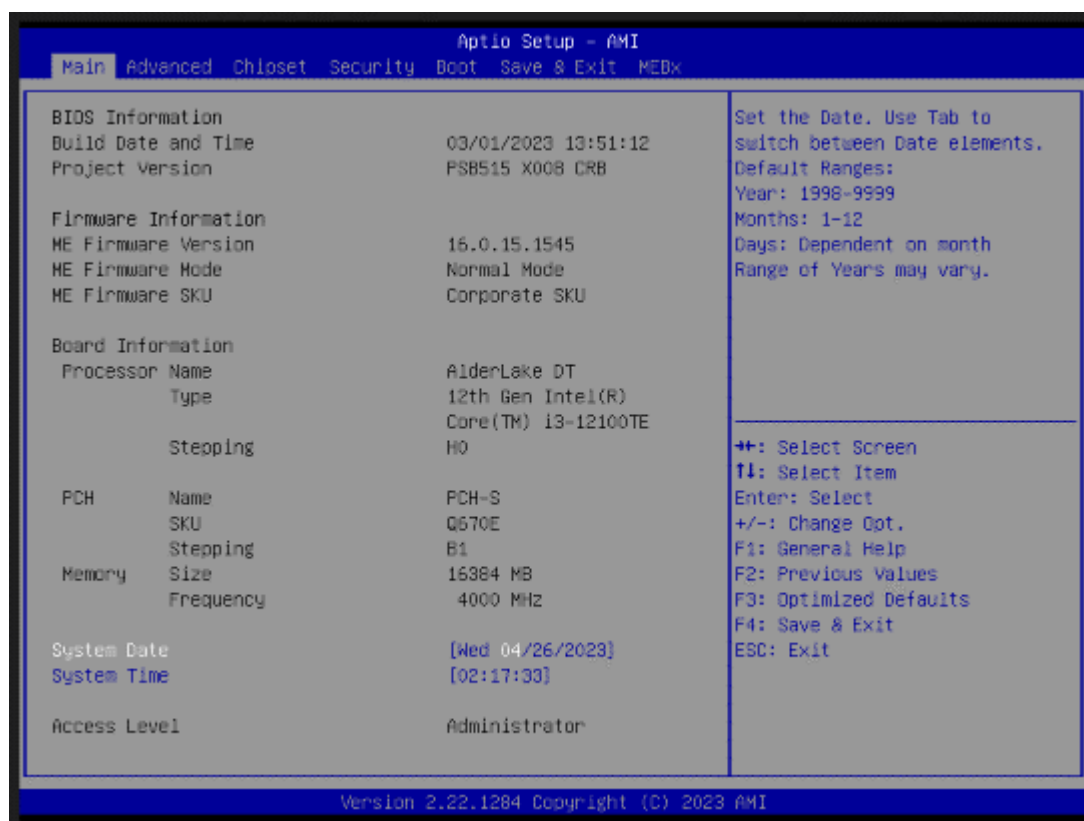 Aptio Setup - AMI
Main Advanced Chipset Security Boot Save & Exit MEBx
BIOS Information
Build Date and Time 03/01/2023 13:51:12
Project Version PSB515 X008 CRB
Firmware Information
ME Firmware Version 16.0.15.1545
ME Firmware Mode Normal Mode
ME Firmware SKU Corporate SKU
Board Information
Processor Name AlderLake DT
Type 12th Gen Intel(R)
Core(TM) i3-12100TE
Stepping H0
PCH Name PCH-S
SKU Q670E
Stepping B1
Memory Size 16384 MB
Frequency 4000 MHz
System Date [Wed 04/26/2023]
System Time [02:17:33]
Access Level Administrator
Set the Date. Use Tab to
switch between Date elements.
Default Ranges:
Year: 1998-9999
Months: 1-12
Days: Dependent on month
Range of Years may vary.
→←: Select Screen
↑↓: Select Item
Enter: Select
+/-: Change Opt.
F1: General Help
F2: Previous Values
F3: Optimized Defaults
F4: Save & Exit
ESC: Exit
Version 2.22.1284 Copyright (C) 2023 AMI